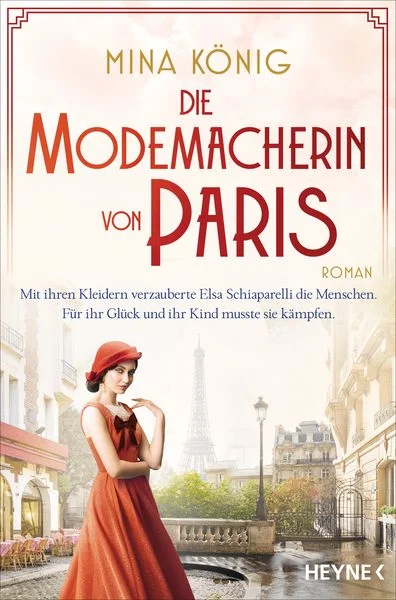 MINA KÖNIG
DIE
MODEMACHERIN
VON PARIS
ROMAN
Mit ihren Kleidern verzauberte Elsa Schiaparelli die Menschen.
Für ihr Glück und ihr Kind musste sie kämpfen.
HEYNE <